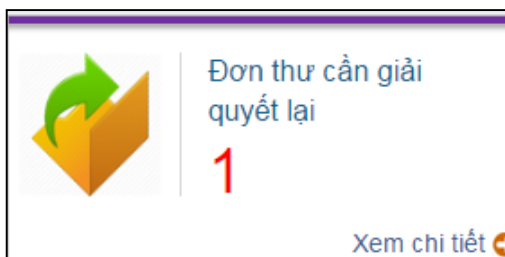 Đơn thư cần giải
quyết lại
1
Xem chi tiết